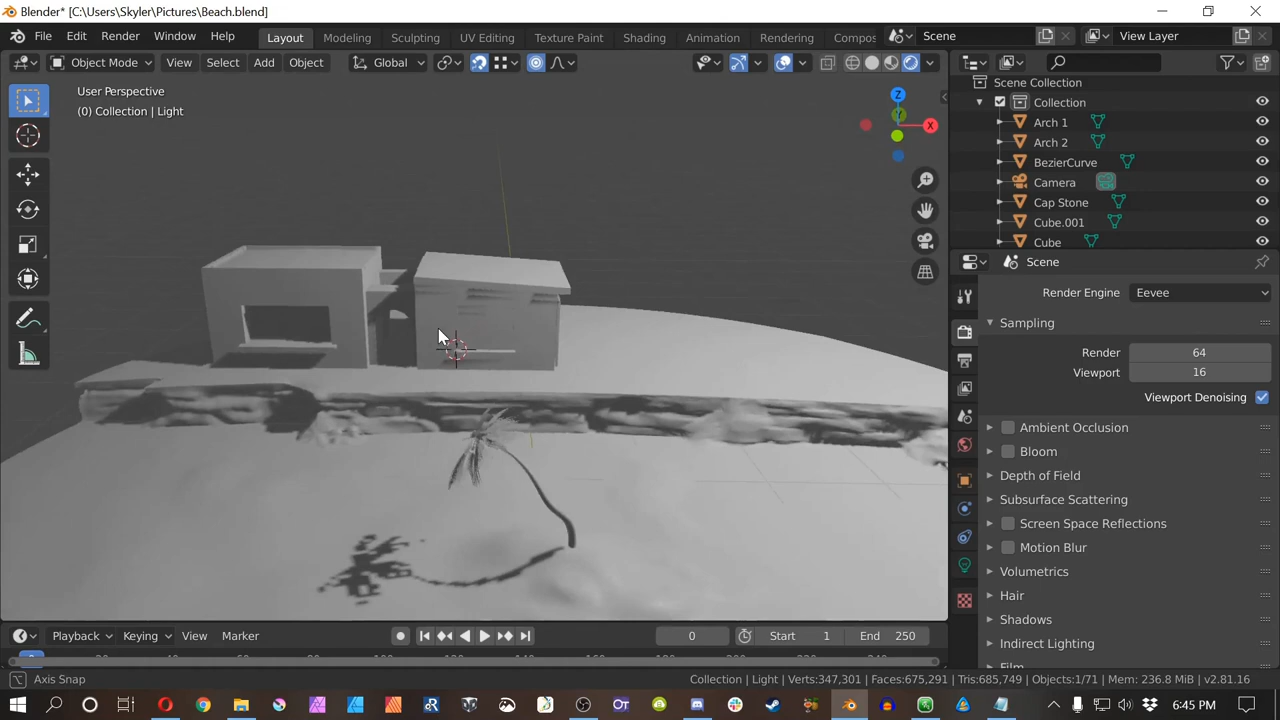 Blender* [C:\Users\Skyler\Pictures\Beach.blend]
File Edit Render Window Help Layout Modeling Sculpting UV Editing Texture Paint Shading Animation Rendering Compos Scene View Layer
Object Mode View Select Add Object Global
User Perspective
(0) Collection | Light
Z
Y
X
Scene Collection
Collection
Arch 1
Arch 2
BezierCurve
Camera
Cap Stone
Cube.001
Cube
Scene
Render Engine Eevee
Sampling
Render 64
Viewport 16
Viewport Denoising
Ambient Occlusion
Bloom
Depth of Field
Subsurface Scattering
Screen Space Reflections
Motion Blur
Volumetrics
Hair
Shadows
Indirect Lighting
Film
Playback Keying View Marker 0 Start 1 End 250
Axis Snap Collection | Light | Verts:347,301 | Faces:675,291 | Tris:685,749 | Objects:1/71 | Mem: 236.8 MiB | v2.81.16
6:45 PM